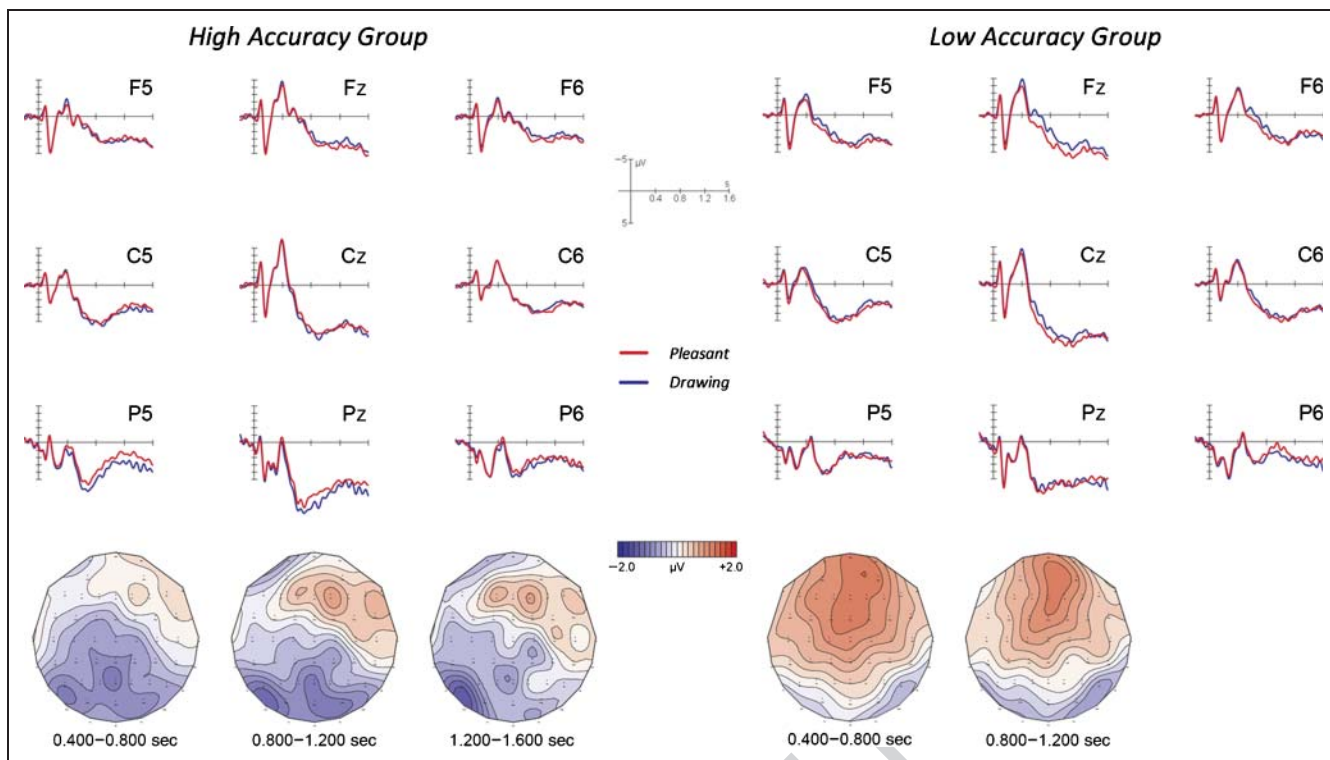 High Accuracy Group
Low Accuracy Group
F5 Fz F6
F5 Fz F6
−5 µV
s
0.4 0.8 1.2 1.6
5
C5 Cz C6
C5 Cz C6
Pleasant
Drawing
P5 Pz P6
P5 Pz P6
−2.0 µV +2.0
0.400−0.800 sec 0.800−1.200 sec 1.200−1.600 sec
0.400−0.800 sec 0.800−1.200 sec